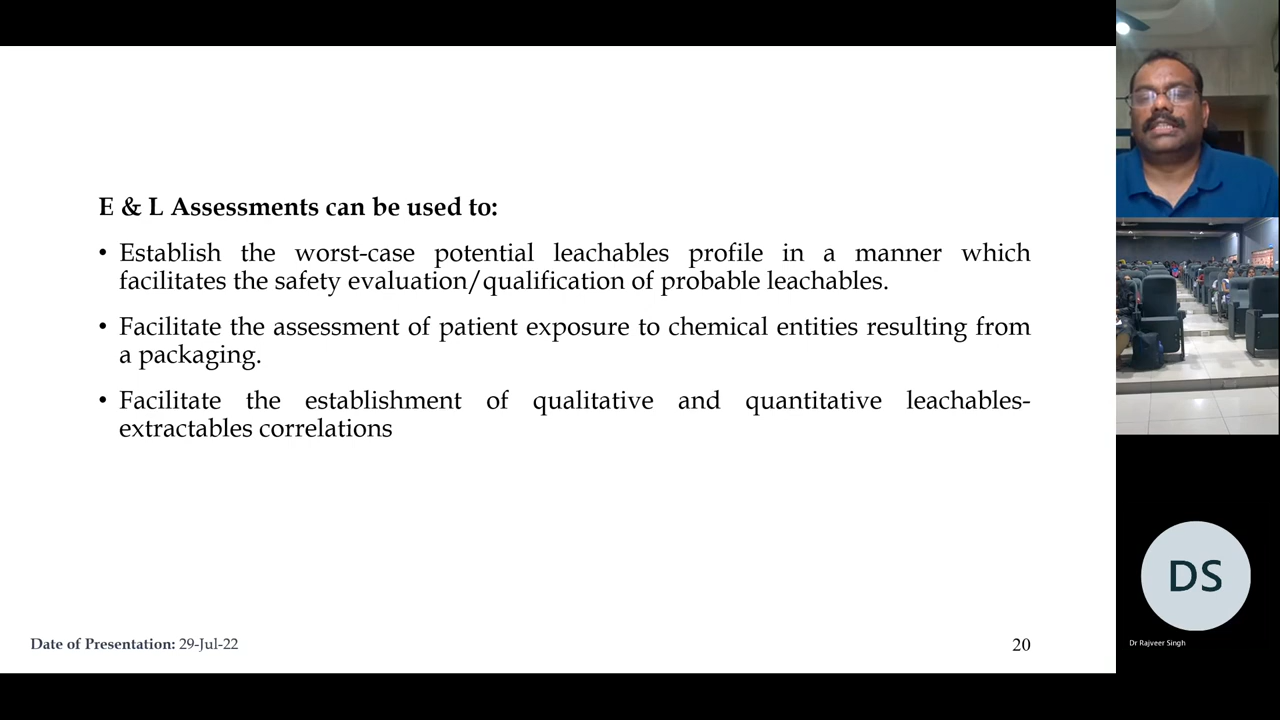 E & L Assessments can be used to:
• Establish the worst-case potential leachables profile in a manner which
facilitates the safety evaluation/qualification of probable leachables.
• Facilitate the assessment of patient exposure to chemical entities resulting from
a packaging.
• Facilitate the establishment of qualitative and quantitative leachables-
extractables correlations
Date of Presentation: 29-Jul-22
20
DS
Dr Rajveer Singh